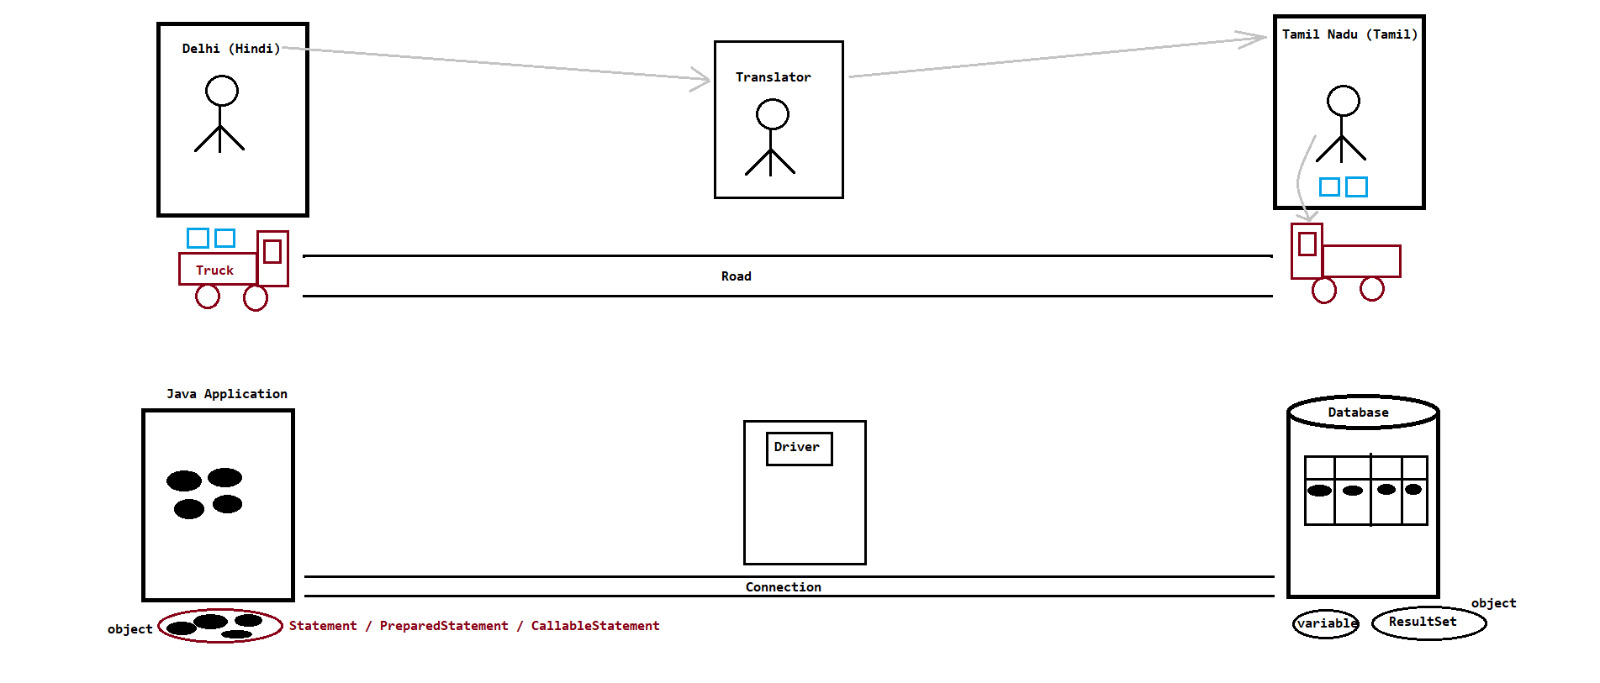 Delhi (Hindi)
Translator
Tamil Nadu (Tamil)
Truck
Road
Java Application
Driver
Database
Connection
object
Statement / PreparedStatement / CallableStatement
variable
ResultSet
object